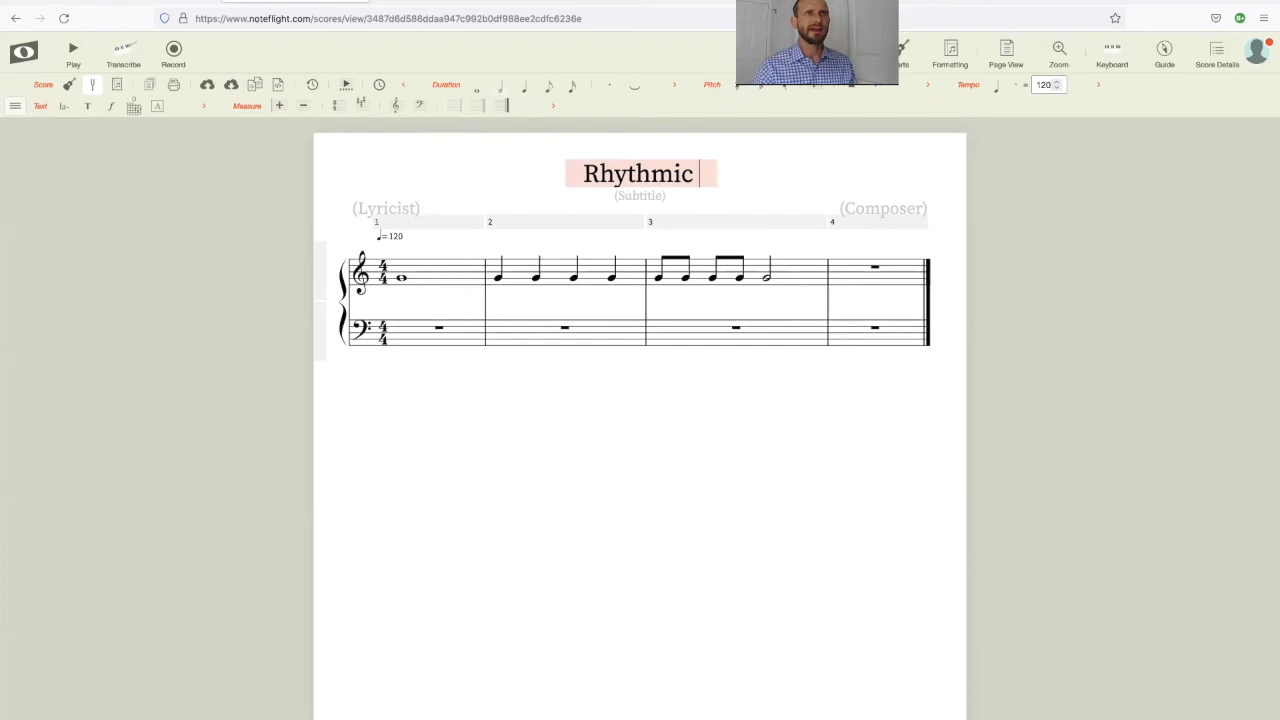 https://www.noteflight.com/scores/view/3487d6d586ddaa947c992b0df988ee2cdfc6236e
Play Transcribe Record Formatting Page View Zoom Keyboard Guide Score Details
Score Duration Pitch Tempo = 120
Text Measure
Rhythmic
(Subtitle)
(Lyricist) (Composer)
1 2 3 4
=120